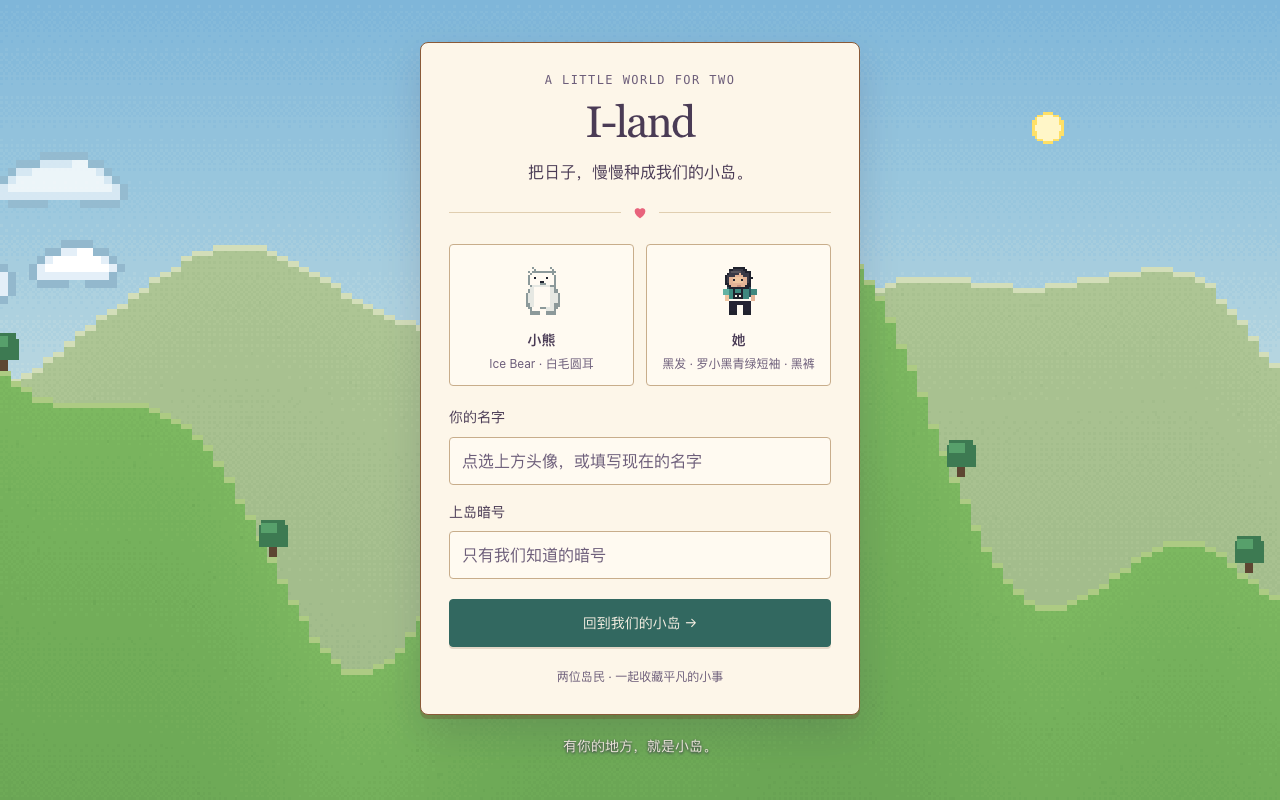 A LITTLE WORLD FOR TWO
I-land
把日子，慢慢种成我们的小岛。
小熊
Ice Bear · 白毛圆耳
她
黑发 · 罗小黑青绿短袖 · 黑裤
你的名字
点选上方头像，或填写现在的名字
上岛暗号
只有我们知道的暗号
回到我们的小岛 →
两位岛民 · 一起收藏平凡的小事
有你的地方，就是小岛。